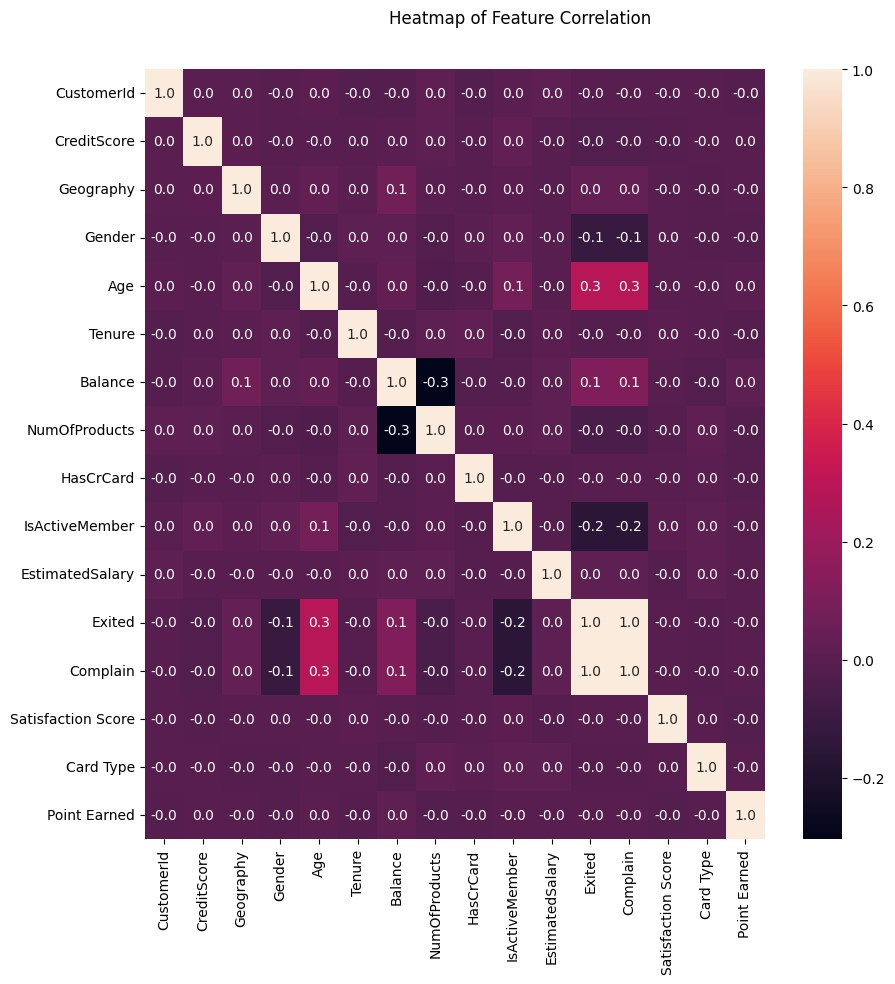 Heatmap of Feature Correlation
CustomerId 1.0 0.0 0.0 -0.0 0.0 -0.0 -0.0 0.0 -0.0 0.0 0.0 -0.0 -0.0 -0.0 -0.0 -0.0
CreditScore 0.0 1.0 0.0 -0.0 -0.0 0.0 0.0 0.0 -0.0 0.0 -0.0 -0.0 -0.0 -0.0 -0.0 0.0
Geography 0.0 0.0 1.0 0.0 0.0 0.0 0.1 0.0 -0.0 0.0 -0.0 0.0 0.0 -0.0 -0.0 -0.0
Gender -0.0 -0.0 0.0 1.0 -0.0 0.0 0.0 -0.0 0.0 0.0 -0.0 -0.1 -0.1 0.0 -0.0 -0.0
Age 0.0 -0.0 0.0 -0.0 1.0 -0.0 0.0 -0.0 -0.0 0.1 -0.0 0.3 0.3 -0.0 -0.0 0.0
Tenure -0.0 0.0 0.0 0.0 -0.0 1.0 -0.0 0.0 0.0 -0.0 0.0 -0.0 -0.0 0.0 -0.0 -0.0
Balance -0.0 0.0 0.1 0.0 0.0 -0.0 1.0 -0.3 -0.0 -0.0 0.0 0.1 0.1 -0.0 -0.0 0.0
NumOfProducts 0.0 0.0 0.0 -0.0 -0.0 0.0 -0.3 1.0 0.0 0.0 0.0 -0.0 -0.0 -0.0 0.0 -0.0
HasCrCard -0.0 -0.0 -0.0 0.0 -0.0 0.0 -0.0 0.0 1.0 -0.0 -0.0 -0.0 -0.0 -0.0 -0.0 -0.0
IsActiveMember 0.0 0.0 0.0 0.0 0.1 -0.0 -0.0 0.0 -0.0 1.0 -0.0 -0.2 -0.2 0.0 0.0 -0.0
EstimatedSalary 0.0 -0.0 -0.0 -0.0 -0.0 0.0 0.0 0.0 -0.0 -0.0 1.0 0.0 0.0 -0.0 0.0 -0.0
Exited -0.0 -0.0 0.0 -0.1 0.3 -0.0 0.1 -0.0 -0.0 -0.2 0.0 1.0 1.0 -0.0 -0.0 -0.0
Complain -0.0 -0.0 0.0 -0.1 0.3 -0.0 0.1 -0.0 -0.0 -0.2 0.0 1.0 1.0 -0.0 -0.0 -0.0
Satisfaction Score -0.0 -0.0 -0.0 0.0 -0.0 0.0 -0.0 -0.0 -0.0 0.0 -0.0 -0.0 -0.0 1.0 0.0 -0.0
Card Type -0.0 -0.0 -0.0 -0.0 -0.0 -0.0 -0.0 0.0 -0.0 0.0 0.0 -0.0 -0.0 0.0 1.0 -0.0
Point Earned -0.0 0.0 -0.0 -0.0 0.0 -0.0 0.0 -0.0 -0.0 -0.0 -0.0 -0.0 -0.0 -0.0 -0.0 1.0
CustomerId
CreditScore
Geography
Gender
Age
Tenure
Balance
NumOfProducts
HasCrCard
IsActiveMember
EstimatedSalary
Exited
Complain
Satisfaction Score
Card Type
Point Earned
1.0
0.8
0.6
0.4
0.2
0.0
−0.2